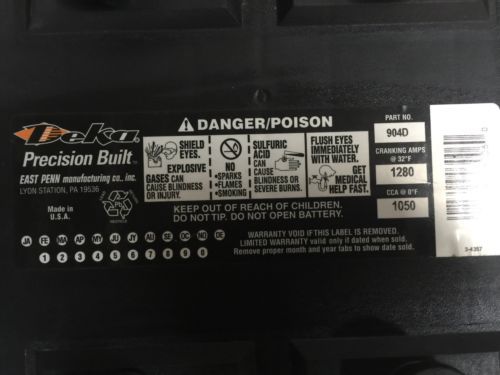 Deka
Precision Built™
EAST PENN manufacturing co., inc.
LYON STATION, PA 19536
Made in
U.S.A.
DANGER/POISON
SHIELD
EYES.
EXPLOSIVE
GASES CAN
CAUSE BLINDNESS
OR INJURY.
NO
•SPARKS
•FLAMES
•SMOKING
SULFURIC
ACID
CAN
CAUSE
BLINDNESS OR
SEVERE BURNS.
FLUSH EYES
IMMEDIATELY
WITH WATER.
GET
MEDICAL
HELP FAST.
KEEP OUT OF REACH OF CHILDREN.
DO NOT TIP. DO NOT OPEN BATTERY.
PART NO.
904D
CRANKING AMPS
@ 32°F
1280
CCA @ 0°F
1050
JA FE MA AP MY JU JY AU SE OC NO DE
1 2 3 4 5 6 7 8 9 0
WARRANTY VOID IF THIS LABEL IS REMOVED.
LIMITED WARRANTY valid only if dated when sold.
Remove proper month and year tabs to show date.